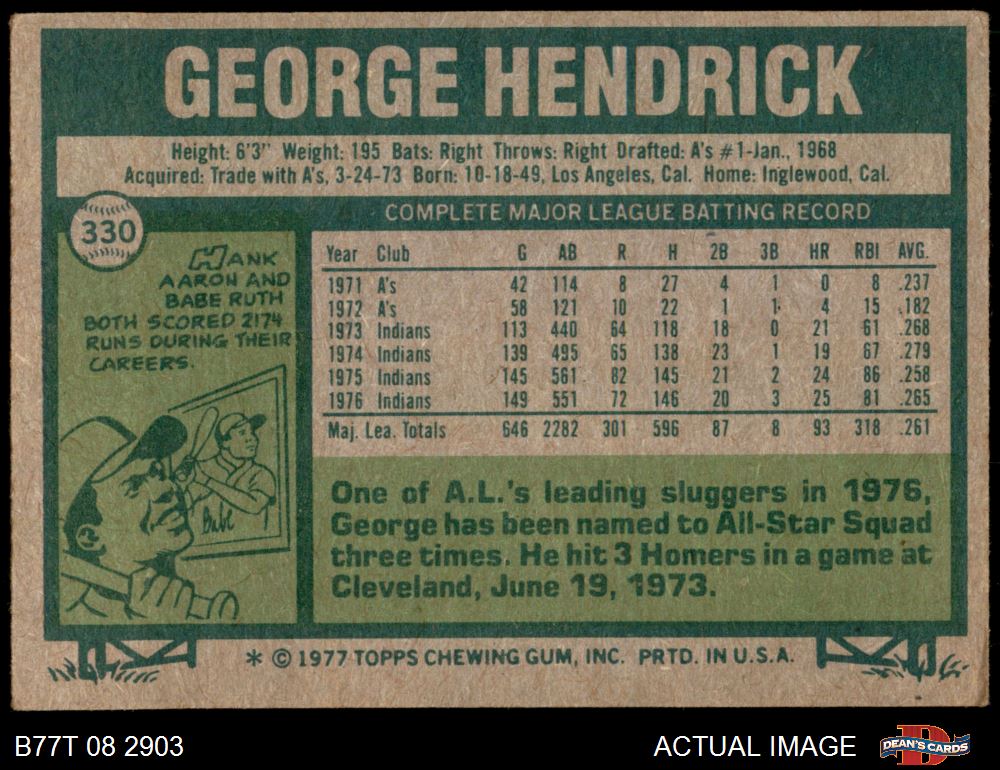 GEORGE HENDRICK
Height: 6'3" Weight: 195 Bats: Right Throws: Right Drafted: A's #1-Jan., 1968
Acquired: Trade with A's, 3-24-73 Born: 10-18-49, Los Angeles, Cal. Home: Inglewood, Cal.
330
HANK
AARON AND
BABE RUTH
BOTH SCORED 2174
RUNS DURING THEIR
CAREERS.
Babe
COMPLETE MAJOR LEAGUE BATTING RECORD
Year Club G AB R H 2B 3B HR RBI AVG.
1971 A's 42 114 8 27 4 1 0 8 .237
1972 A's 58 121 10 22 1 1 4 15 .182
1973 Indians 113 440 64 118 18 0 21 61 .268
1974 Indians 139 495 65 138 23 1 19 67 .279
1975 Indians 145 561 82 145 21 2 24 86 .258
1976 Indians 149 551 72 146 20 3 25 81 .265
Maj. Lea. Totals 646 2282 301 596 87 8 93 318 .261
One of A.L.'s leading sluggers in 1976,
George has been named to All-Star Squad
three times. He hit 3 Homers in a game at
Cleveland, June 19, 1973.
* © 1977 TOPPS CHEWING GUM, INC. PRTD. IN U.S.A.
B77T 08 2903
ACTUAL IMAGE
D
DEAN'S CARDS